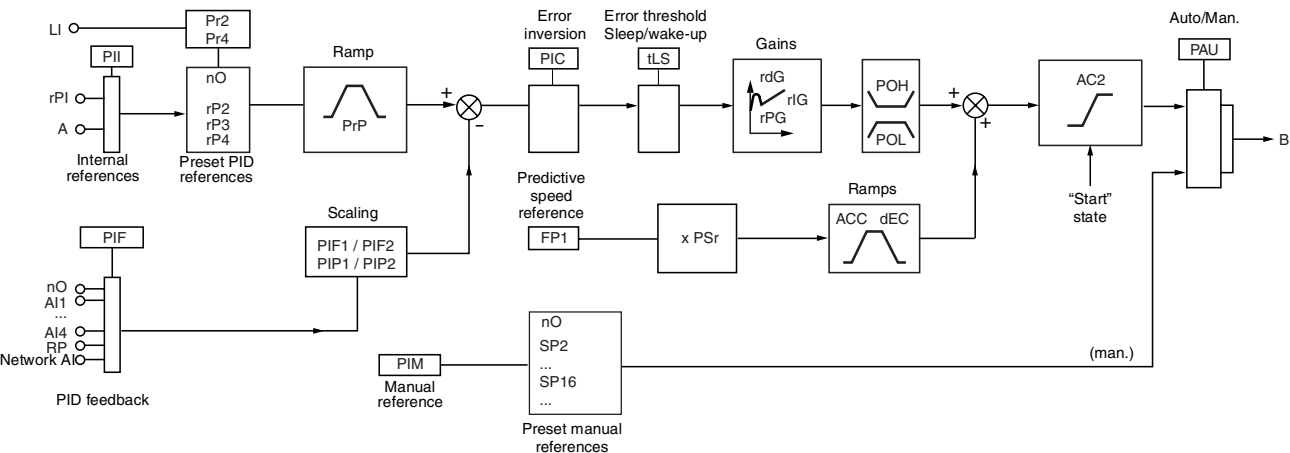 LI
Pr2
Pr4
PII
rPI
A
Internal
references
nO
rP2
rP3
rP4
Preset PID
references
Ramp
PrP
+
-
Error
inversion
PIC
Error threshold
Sleep/wake-up
tLS
Gains
rdG
rIG
rPG
POH
POL
+
+
AC2
"Start"
state
Auto/Man.
PAU
B
Predictive
speed
reference
FP1
x PSr
Ramps
ACC dEC
Scaling
PIF1 / PIF2
PIP1 / PIP2
PIF
nO
AI1
...
AI4
RP
Network AI
PID feedback
PIM
Manual
reference
nO
SP2
...
SP16
...
Preset manual
references
(man.)